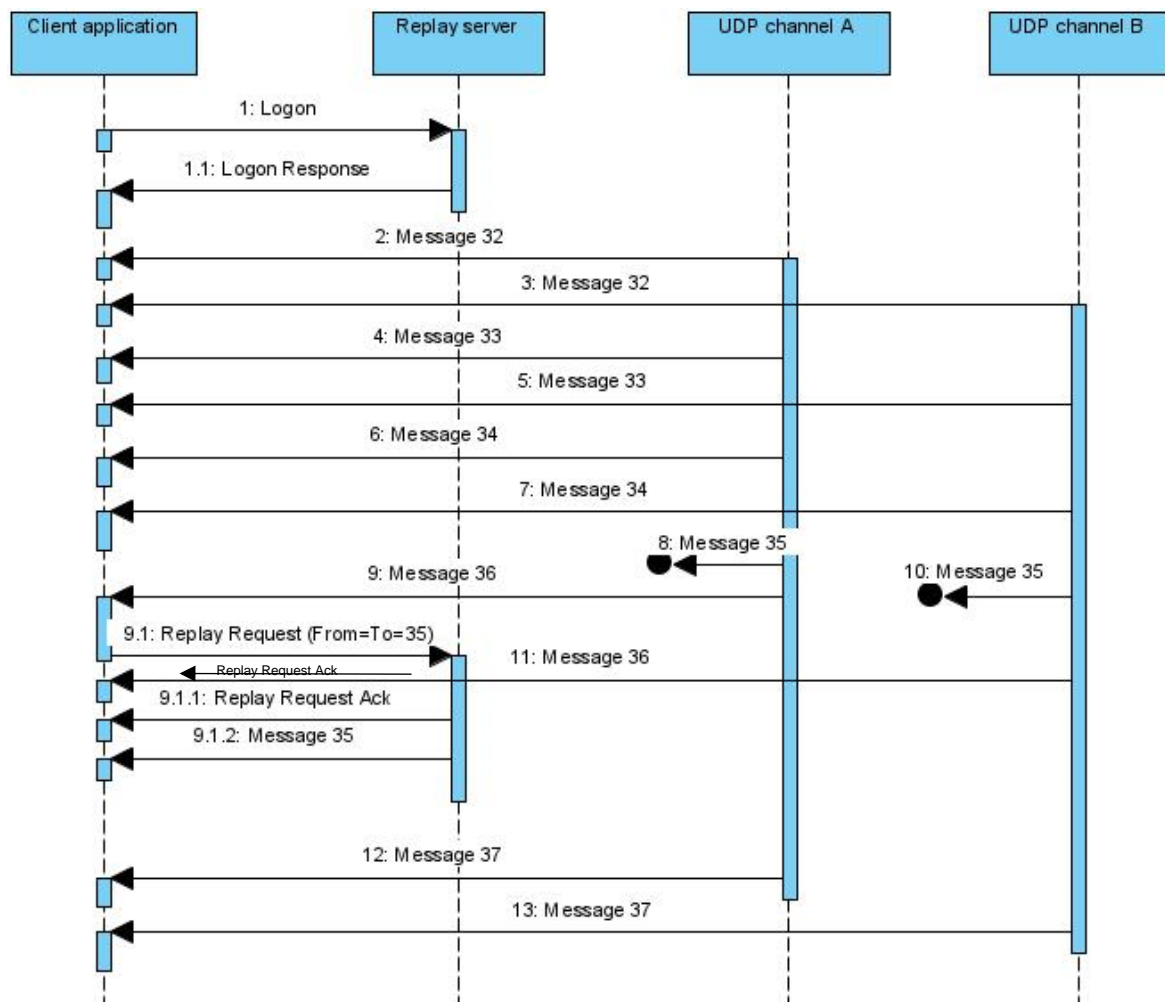 Client application
Replay server
UDP channel A
UDP channel B
1: Logon
1.1: Logon Response
2: Message 32
3: Message 32
4: Message 33
5: Message 33
6: Message 34
7: Message 34
8: Message 35
9: Message 36
10: Message 35
9.1: Replay Request (From=To=35)
11: Message 36
Replay Request Ack
9.1.1: Replay Request Ack
9.1.2: Message 35
12: Message 37
13: Message 37